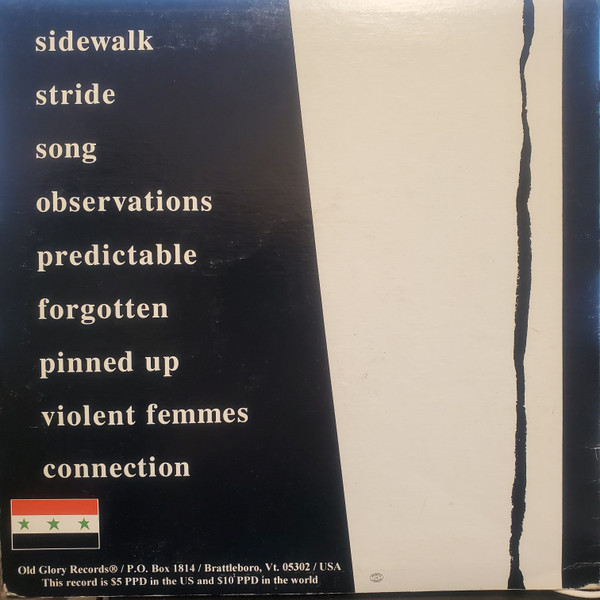 sidewalk
stride
song
observations
predictable
forgotten
pinned up
violent femmes
connection
Old Glory Records® / P.O. Box 1814 / Brattleboro, Vt. 05302 / USA
This record is $5 PPD in the US and $10 PPD in the world